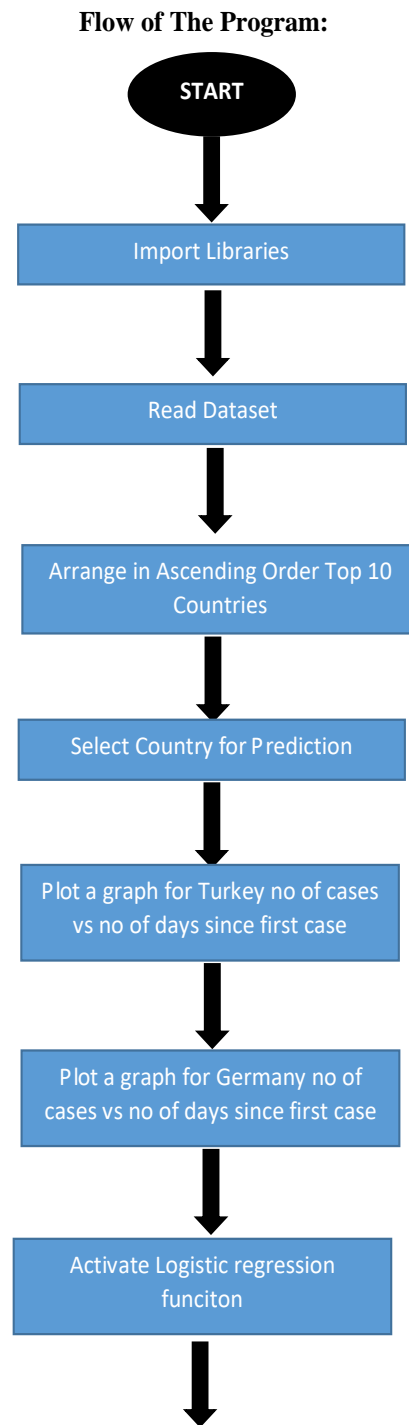 Flow of The Program:
START
Import Libraries
Read Dataset
Arrange in Ascending Order Top 10
Countries
Select Country for Prediction
Plot a graph for Turkey no of cases
vs no of days since first case
Plot a graph for Germany no of
cases vs no of days since first case
Activate Logistic regression
funciton